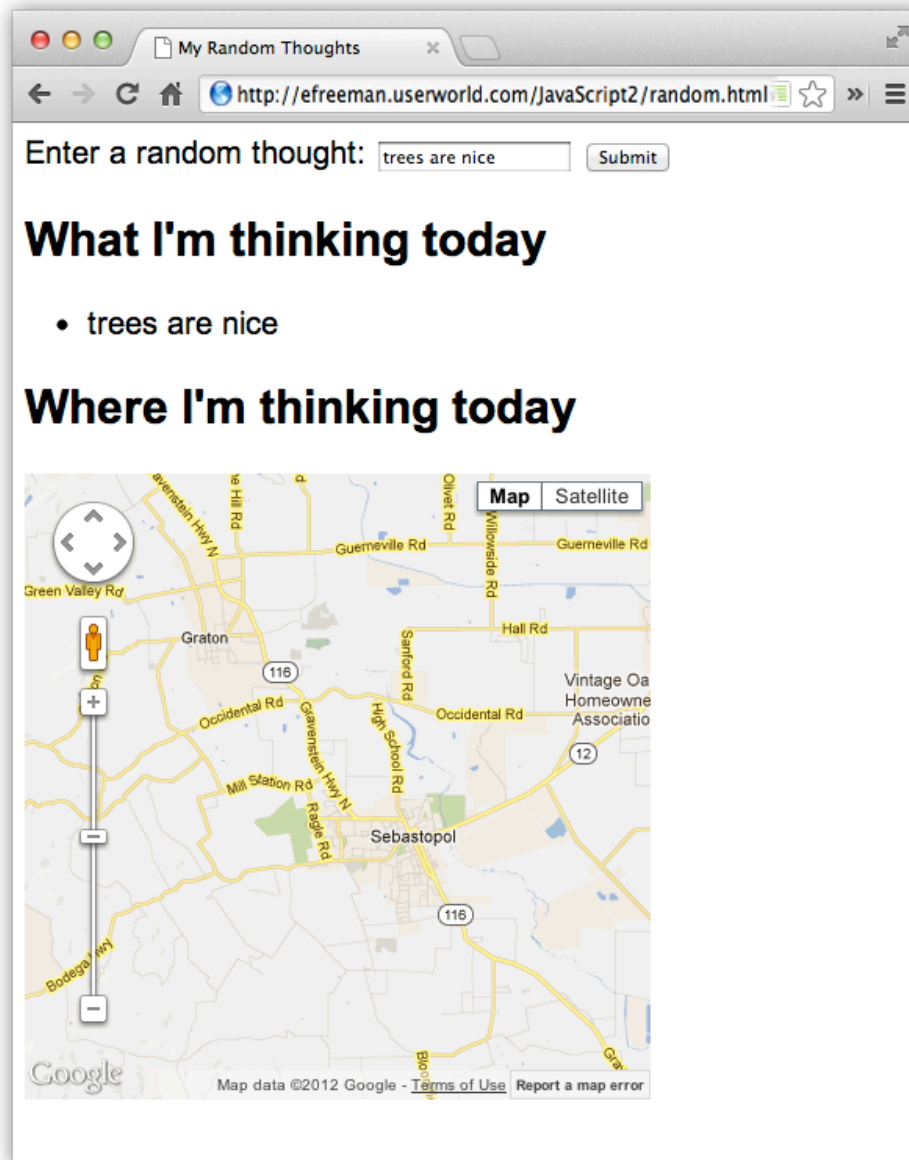 My Random Thoughts
http://efreeman.userworld.com/JavaScript2/random.html
Enter a random thought: trees are nice Submit
What I'm thinking today
• trees are nice
Where I'm thinking today
Map Satellite
Hwy N
Hill Rd
Olivet Rd
Willowside Rd
Guerneville Rd
Guerneville Rd
Green Valley Rd
Graton
Hall Rd
Sanford Rd
116
Vintage Oa
Homeowne
Associatio
Occidental Rd
Gravenstein Hwy N
High School Rd
Occidental Rd
12
Mill Station Rd
Ragle Rd
Sebastopol
116
Bodega Hwy
Google
Map data ©2012 Google - Terms of Use Report a map error